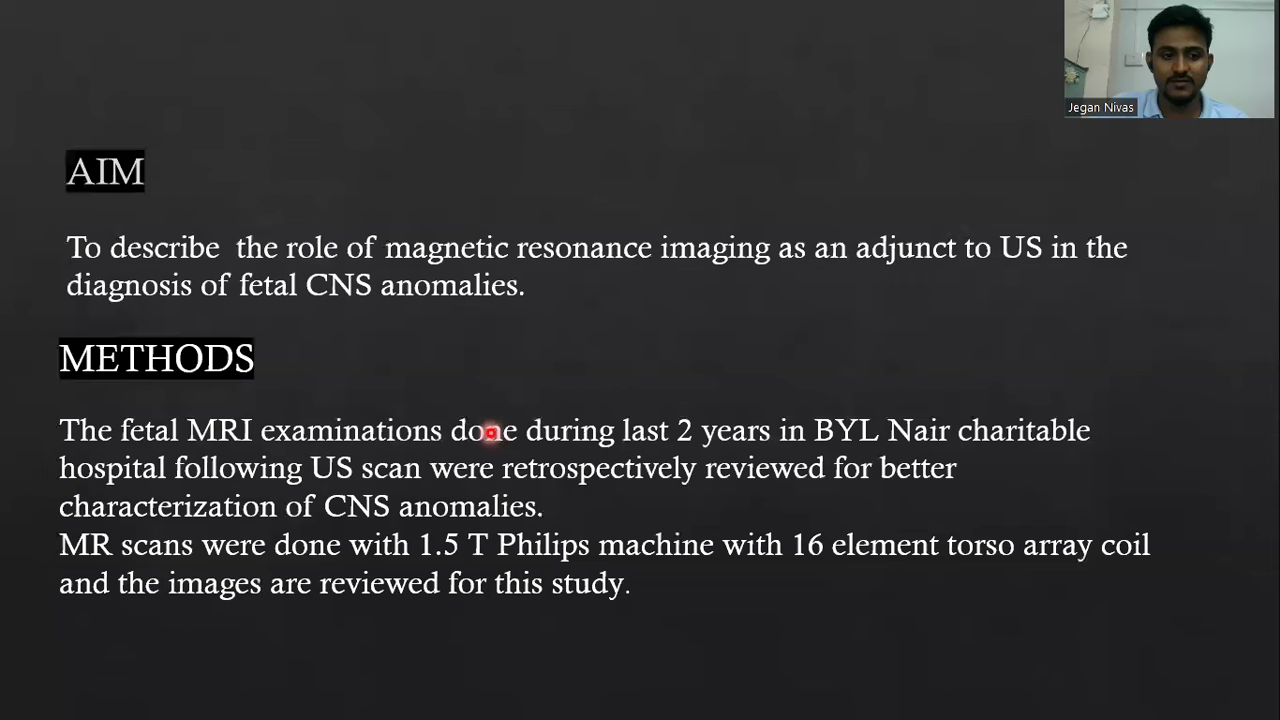 Jegan Nivas
AIM
To describe the role of magnetic resonance imaging as an adjunct to US in the
diagnosis of fetal CNS anomalies.
METHODS
The fetal MRI examinations done during last 2 years in BYL Nair charitable
hospital following US scan were retrospectively reviewed for better
characterization of CNS anomalies.
MR scans were done with 1.5 T Philips machine with 16 element torso array coil
and the images are reviewed for this study.